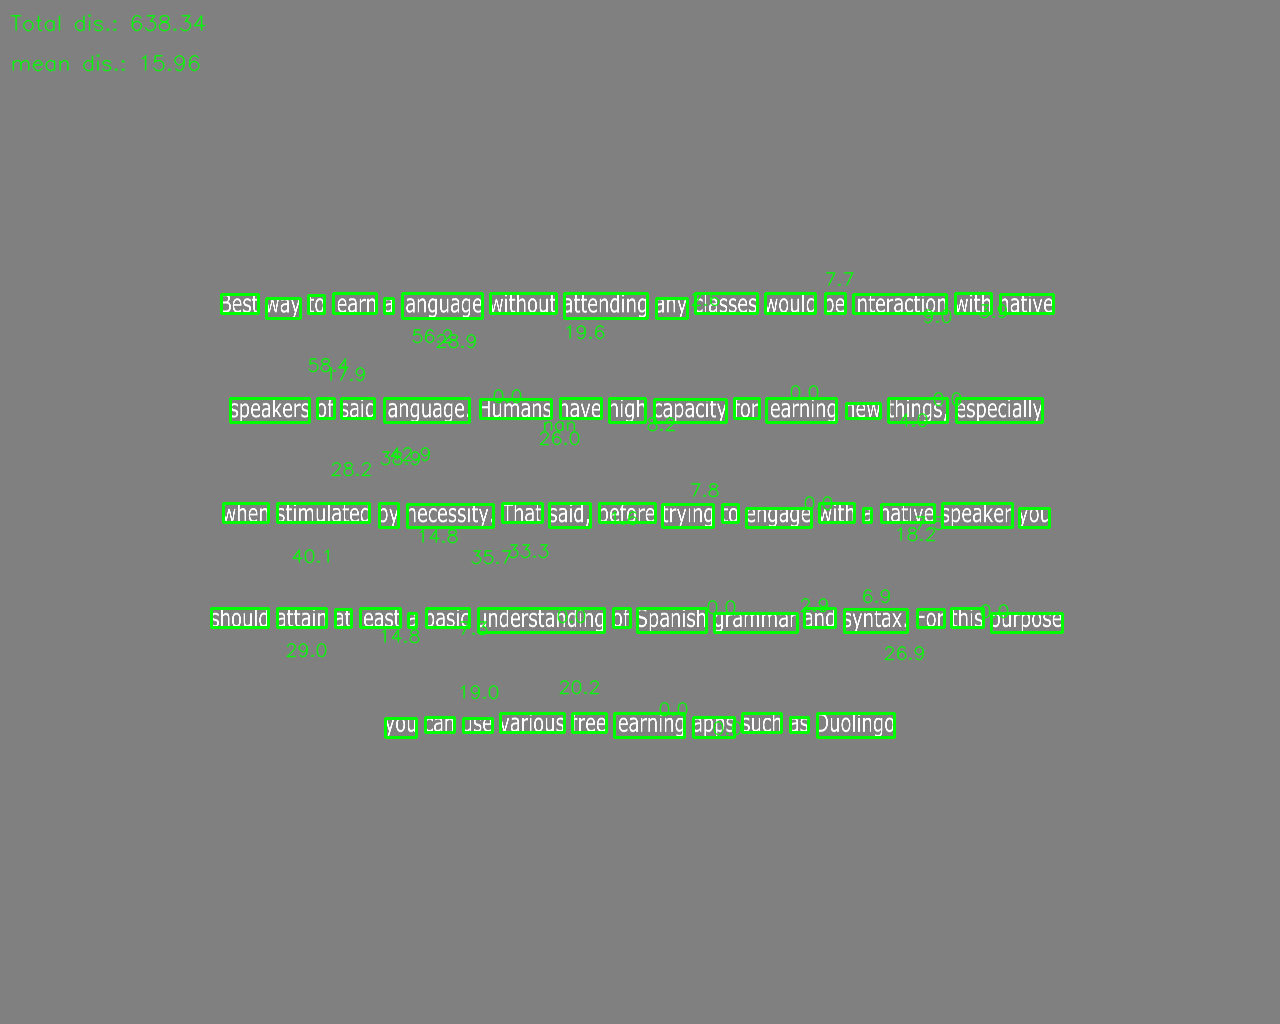 Total dis.: 638.34
mean dis.: 15.96
7.7
Best way to learn a language without attending any classes would be interaction with native
56.2 28.9 19.6 9.0
58.4 17.9
0.0 0.0 0.0
speakers of said language. Humans have high capacity for learning new things, especially
nan 26.0 8.2 4.0
28.2 38.9 42.9
7.8 0.0
when stimulated by necessity. That said, before trying to engage with a native speaker you
14.8 18.2
40.1 35.7 33.3
0.0 2.9 6.9 0.0
should attain at least a basic understanding of Spanish grammar and syntax. For this purpose
14.8
29.0 26.9
19.0 20.2 0.0
you can use various free learning apps such as Duolingo